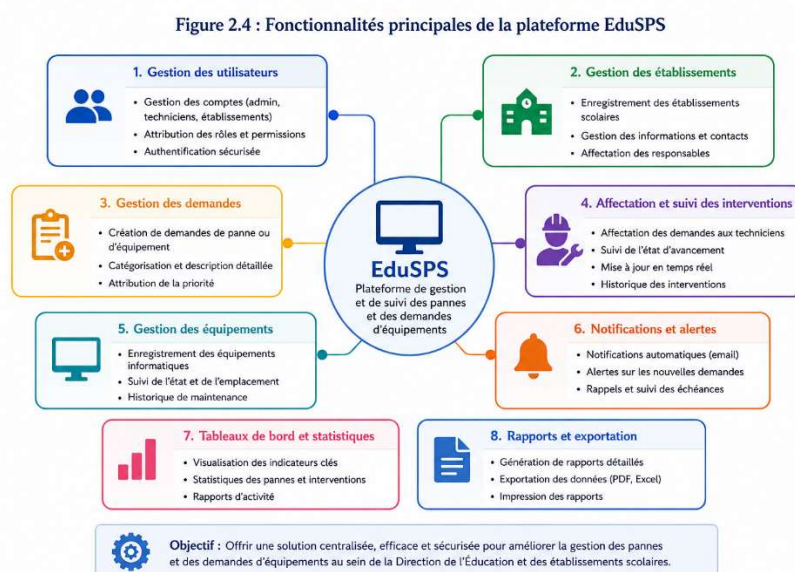 Figure 2.4 : Fonctionnalités principales de la plateforme EduSPS
1. Gestion des utilisateurs
• Gestion des comptes (admin,
techniciens, établissements)
• Attribution des rôles et permissions
• Authentification sécurisée
2. Gestion des établissements
• Enregistrement des établissements
scolaires
• Gestion des informations et contacts
• Affectation des responsables
3. Gestion des demandes
• Création de demandes de panne ou
d'équipement
• Catégorisation et description détaillée
• Attribution de la priorité
EduSPS
Plateforme de gestion
et de suivi des pannes
et des demandes
d'équipements
4. Affectation et suivi des interventions
• Affectation des demandes aux techniciens
• Suivi de l'état d'avancement
• Mise à jour en temps réel
• Historique des interventions
5. Gestion des équipements
• Enregistrement des équipements
informatiques
• Suivi de l'état et de l'emplacement
• Historique de maintenance
6. Notifications et alertes
• Notifications automatiques (email)
• Alertes sur les nouvelles demandes
• Rappels et suivi des échéances
7. Tableaux de bord et statistiques
• Visualisation des indicateurs clés
• Statistiques des pannes et interventions
• Rapports d'activité
8. Rapports et exportation
• Génération de rapports détaillés
• Exportation des données (PDF, Excel)
• Impression des rapports
Objectif : Offrir une solution centralisée, efficace et sécurisée pour améliorer la gestion des pannes
et des demandes d'équipements au sein de la Direction de l'Éducation et des établissements scolaires.